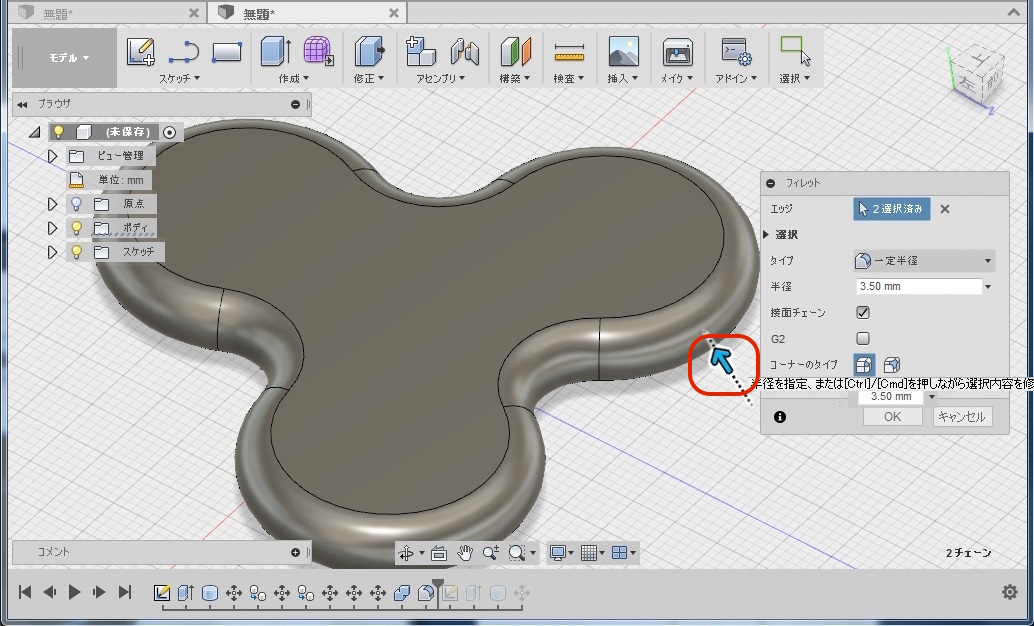 無題*
無題*
モデル
スケッチ
作成
修正
アセンブリ
構築
検査
挿入
メイク
アドイン
選択
上
左
前
Z
ブラウザ
(未保存)
ビュー管理
単位: mm
原点
ボディ
スケッチ
フィレット
エッジ
2 選択済み
選択
タイプ
一定半径
半径
3.50 mm
接面チェーン
G2
コーナーのタイプ
半径を指定、または[Ctrl]/[Cmd]を押しながら選択内容を修
3.50 mm
OK
キャンセル
コメント
2 チェーン